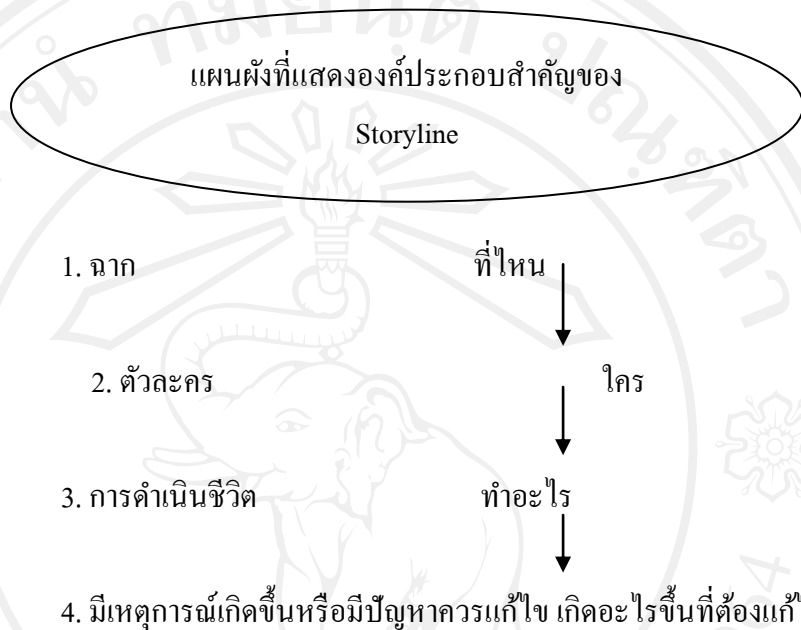 แผนผังที่แสดงองค์ประกอบสำคัญของ
Storyline
1. ฉาก ที่ไหน
2. ตัวละคร ใคร
3. การดำเนินชีวิต ทำอะไร
4. มีเหตุการณ์เกิดขึ้นหรือมีปัญหาควรแก้ไข เกิดอะไรขึ้นที่ต้องแก้